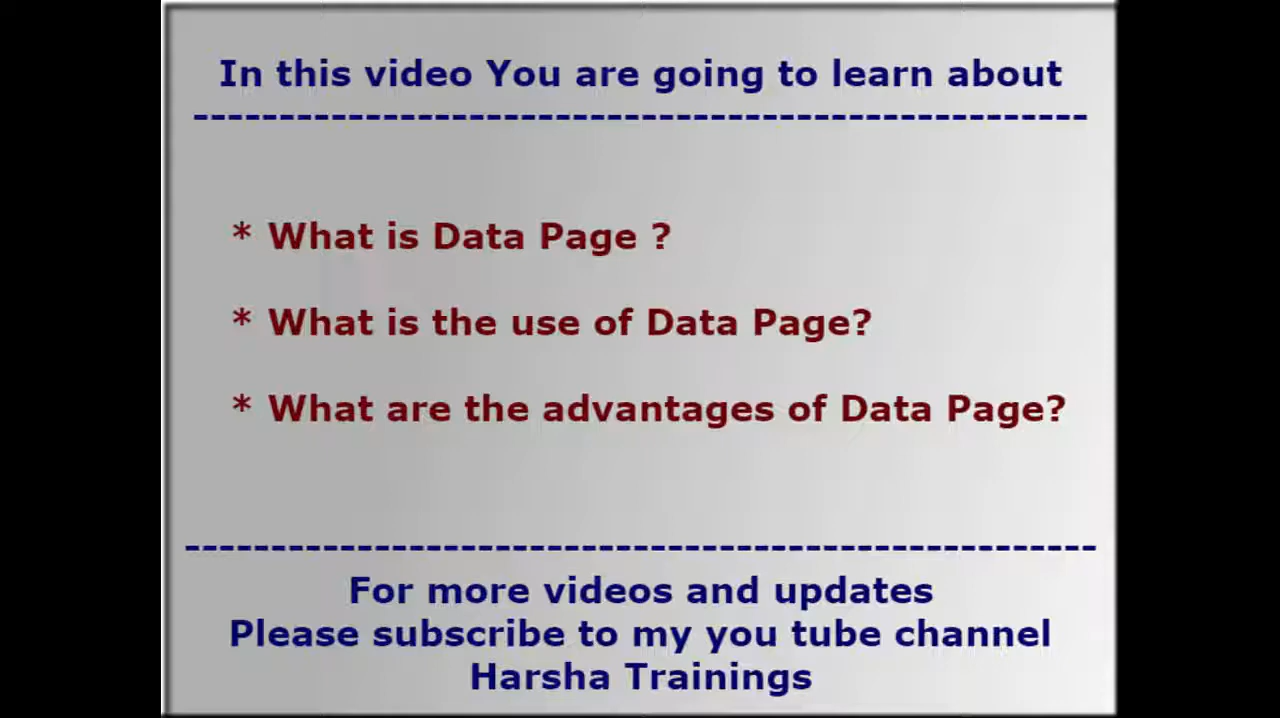 In this video You are going to learn about
----------------------------------------------------
* What is Data Page ?
* What is the use of Data Page?
* What are the advantages of Data Page?
-----------------------------------------------------
For more videos and updates
Please subscribe to my you tube channel
Harsha Trainings